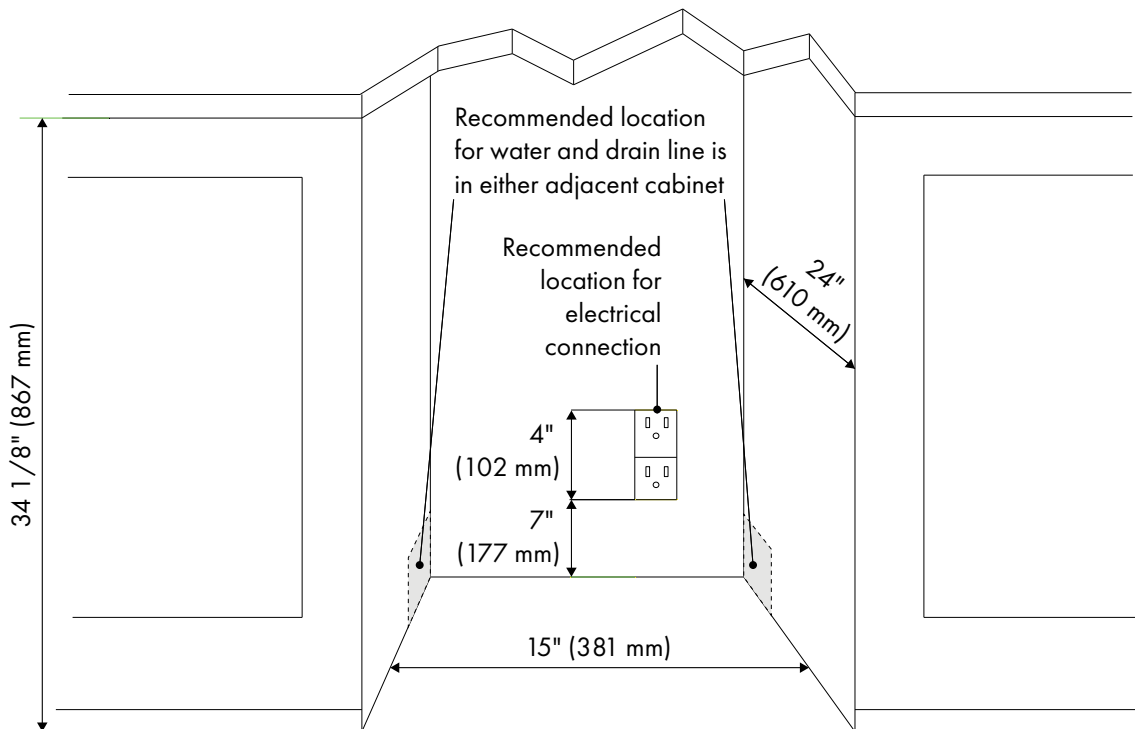 Recommended location
for water and drain line is
in either adjacent cabinet
Recommended
location for
electrical
connection
24"
(610 mm)
34 1/8" (867 mm)
4"
(102 mm)
7"
(177 mm)
15" (381 mm)